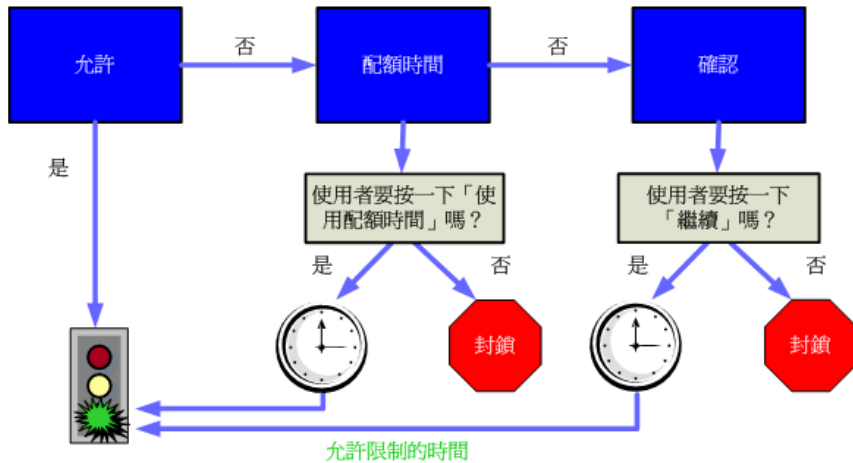 允許
否
配額時間
否
確認
是
使用者要按一下「使
用配額時間」嗎？
使用者要按一下
「繼續」嗎？
是
否
是
否
封鎖
封鎖
允許限制的時間